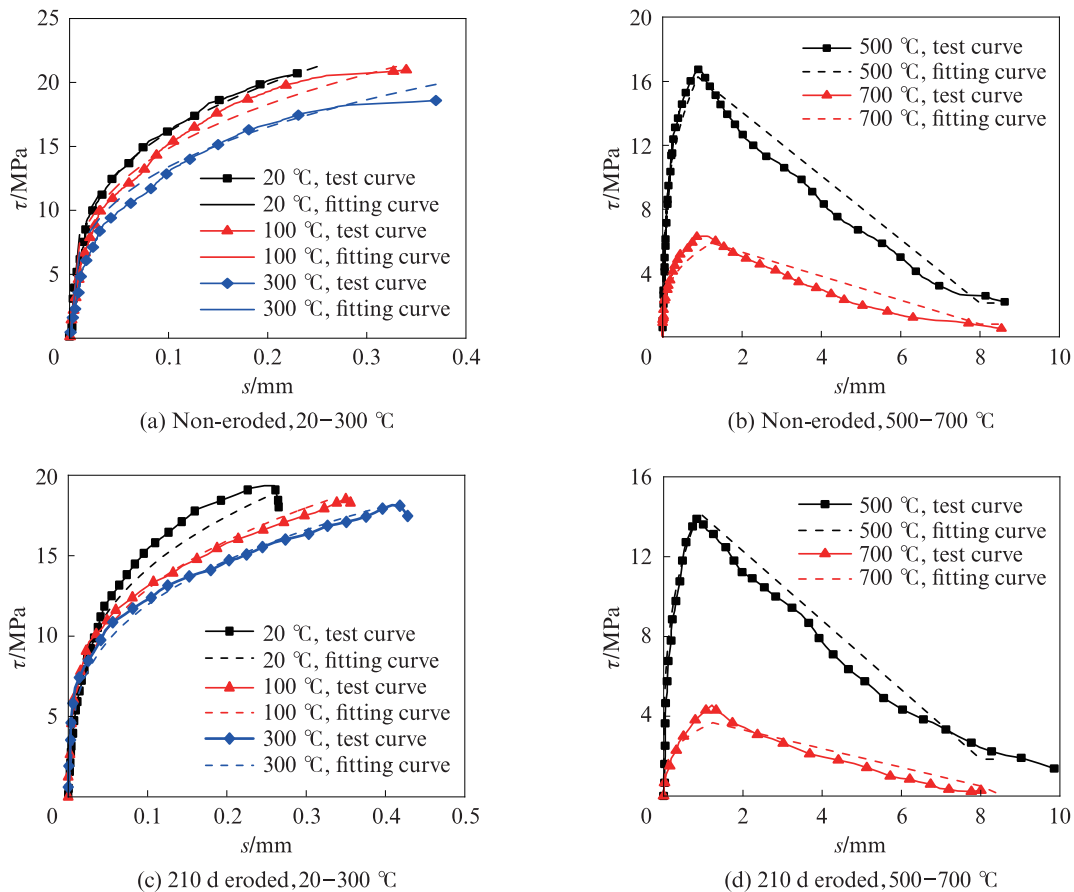 25
20
15
10
5
0
0.1
0.2
0.3
0.4
τ/MPa
s/mm
20 ℃, test curve
20 ℃, fitting curve
100 ℃, test curve
100 ℃, fitting curve
300 ℃, test curve
300 ℃, fitting curve
(a) Non-eroded,20−300 ℃
20
16
12
8
4
0
2
4
6
8
10
τ/MPa
s/mm
500 ℃, test curve
500 ℃, fitting curve
700 ℃, test curve
700 ℃, fitting curve
(b) Non-eroded,500−700 ℃
20
15
10
5
0
0.1
0.2
0.3
0.4
0.5
τ/MPa
s/mm
20 ℃, test curve
20 ℃, fitting curve
100 ℃, test curve
100 ℃, fitting curve
300 ℃, test curve
300 ℃, fitting curve
(c) 210 d eroded,20−300 ℃
16
12
8
4
0
2
4
6
8
10
τ/MPa
s/mm
500 ℃, test curve
500 ℃, fitting curve
700 ℃, test curve
700 ℃, fitting curve
(d) 210 d eroded,500−700 ℃